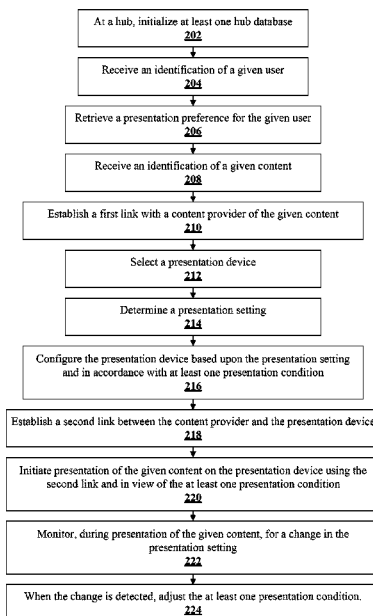 At a hub, initialize at least one hub database
202
Receive an identification of a given user
204
Retrieve a presentation preference for the given user
206
Receive an identification of a given content
208
Establish a first link with a content provider of the given content
210
Select a presentation device
212
Determine a presentation setting
214
Configure the presentation device based upon the presentation setting
and in accordance with at least one presentation condition
216
Establish a second link between the content provider and the presentation device
218
Initiate presentation of the given content on the presentation device using the
second link and in view of the at least one presentation condition
220
Monitor, during presentation of the given content, for a change in the
presentation setting
222
When the change is detected, adjust the at least one presentation condition.
224